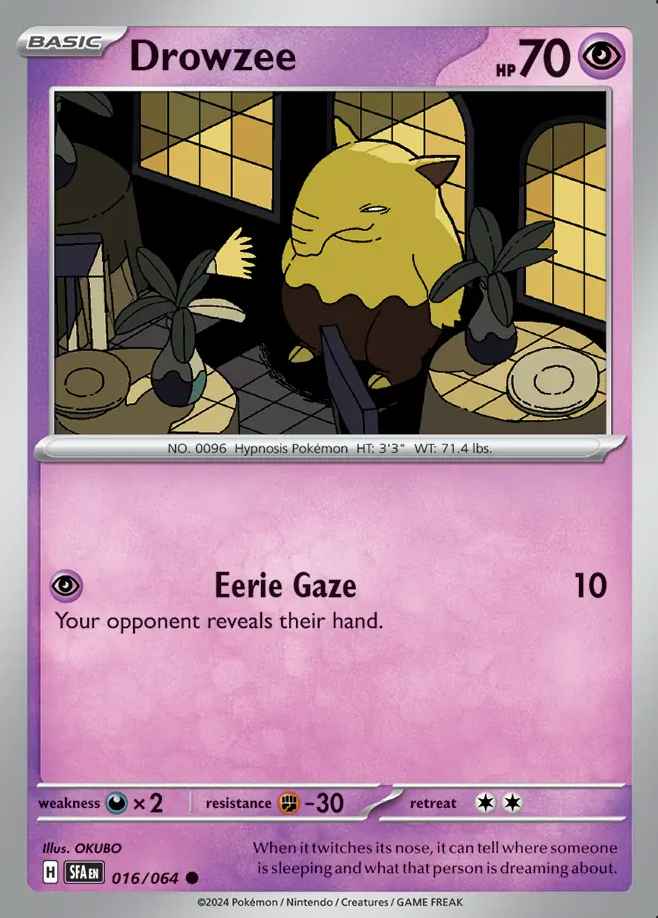 BASIC Drowzee HP 70
NO. 0096 Hypnosis Pokémon HT: 3'3" WT: 71.4 lbs.
Eerie Gaze 10
Your opponent reveals their hand.
weakness ×2 resistance -30 retreat
Illus. OKUBO
H SFA EN 016/064
When it twitches its nose, it can tell where someone
is sleeping and what that person is dreaming about.
©2024 Pokémon / Nintendo / Creatures / GAME FREAK